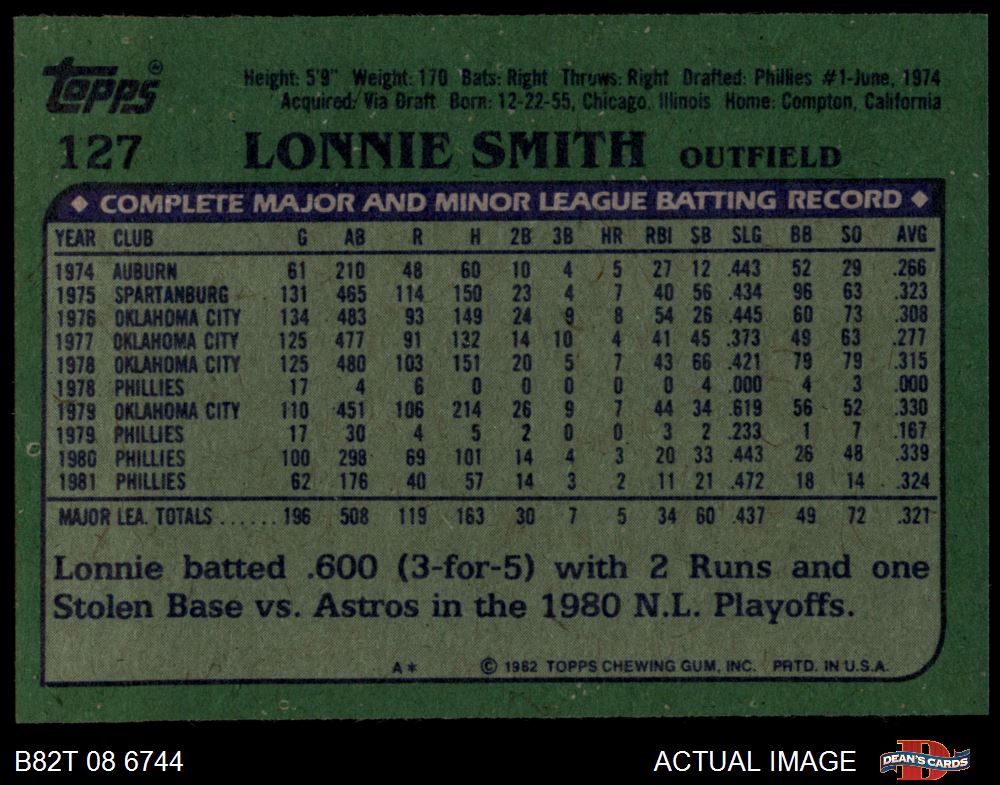 topps®
Height: 5'9" Weight: 170 Bats: Right Throws: Right Drafted: Phillies #1-June, 1974
Acquired: Via Draft Born: 12-22-55, Chicago, Illinois Home: Compton, California
127 LONNIE SMITH OUTFIELD
◆ COMPLETE MAJOR AND MINOR LEAGUE BATTING RECORD ◆
YEAR CLUB G AB R H 2B 3B HR RBI SB SLG BB SO AVG
1974 AUBURN 61 210 48 60 10 4 5 27 12 .443 52 29 .266
1975 SPARTANBURG 131 465 114 150 23 4 7 40 56 .434 96 63 .323
1976 OKLAHOMA CITY 134 483 93 149 24 9 8 54 26 .445 60 73 .308
1977 OKLAHOMA CITY 125 477 91 132 14 10 4 41 45 .373 49 63 .277
1978 OKLAHOMA CITY 125 480 103 151 20 5 7 43 66 .421 79 79 .315
1978 PHILLIES 17 4 6 0 0 0 0 0 4 .000 4 3 .000
1979 OKLAHOMA CITY 110 451 106 214 26 9 7 44 34 .619 56 52 .330
1979 PHILLIES 17 30 4 5 2 0 0 3 2 .233 1 7 .167
1980 PHILLIES 100 298 69 101 14 4 3 20 33 .443 26 48 .339
1981 PHILLIES 62 176 40 57 14 3 2 11 21 .472 18 14 .324
MAJOR LEA. TOTALS ...... 196 508 119 163 30 7 5 34 60 .437 49 72 .321
Lonnie batted .600 (3-for-5) with 2 Runs and one
Stolen Base vs. Astros in the 1980 N.L. Playoffs.
A* © 1982 TOPPS CHEWING GUM, INC. PRTD. IN U.S.A.
B82T 08 6744 ACTUAL IMAGE DEAN'S CARDS